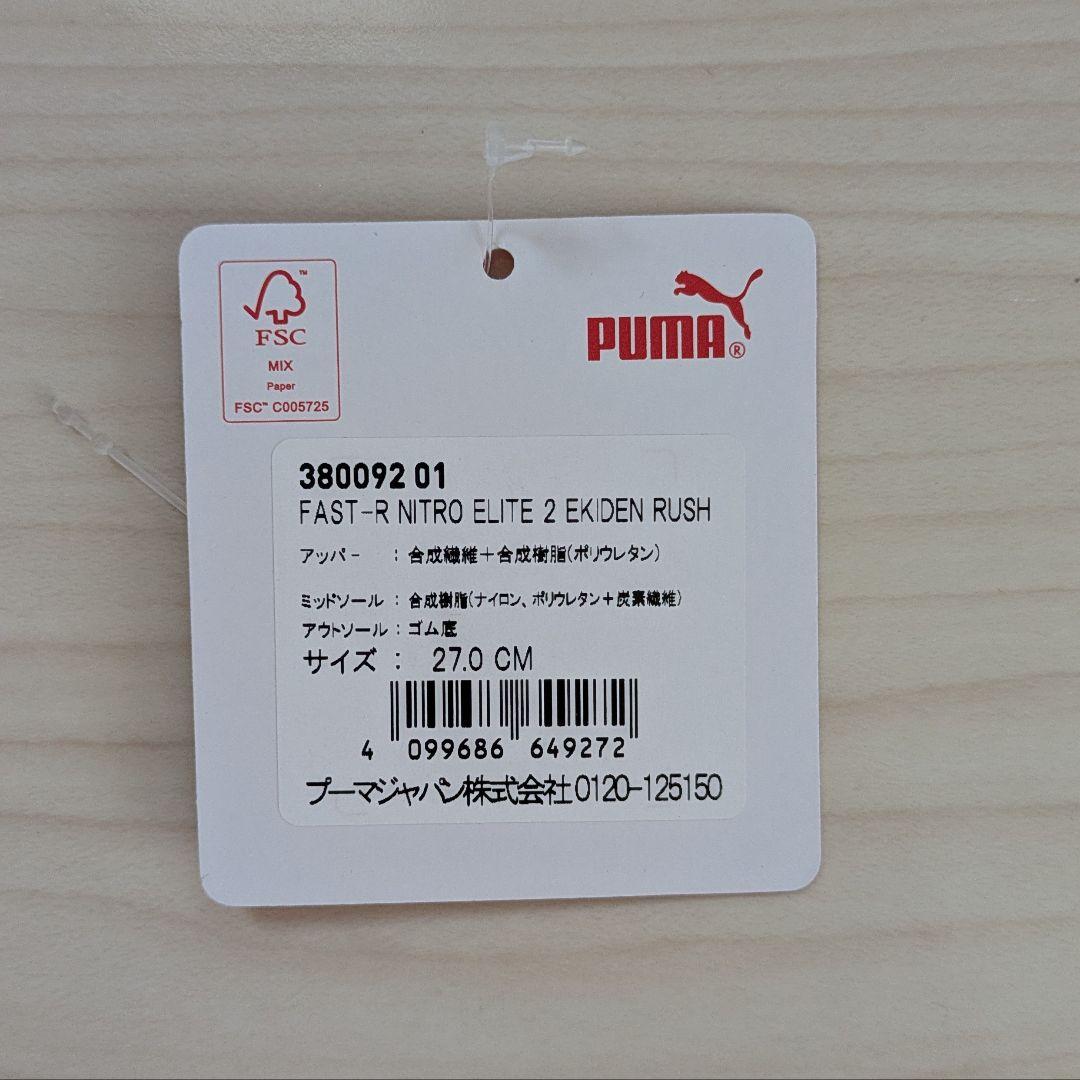 FSC™
MIX
Paper
FSC™ C005725
PUMA®
380092 01
FAST-R NITRO ELITE 2 EKIDEN RUSH
アッパー : 合成繊維+合成樹脂(ポリウレタン)
ミッドソール : 合成樹脂(ナイロン、ポリウレタン+炭素繊維)
アウトソール : ゴム底
サイズ : 27.0 CM
4 099686 649272
プーマジャパン株式会社0120-125150